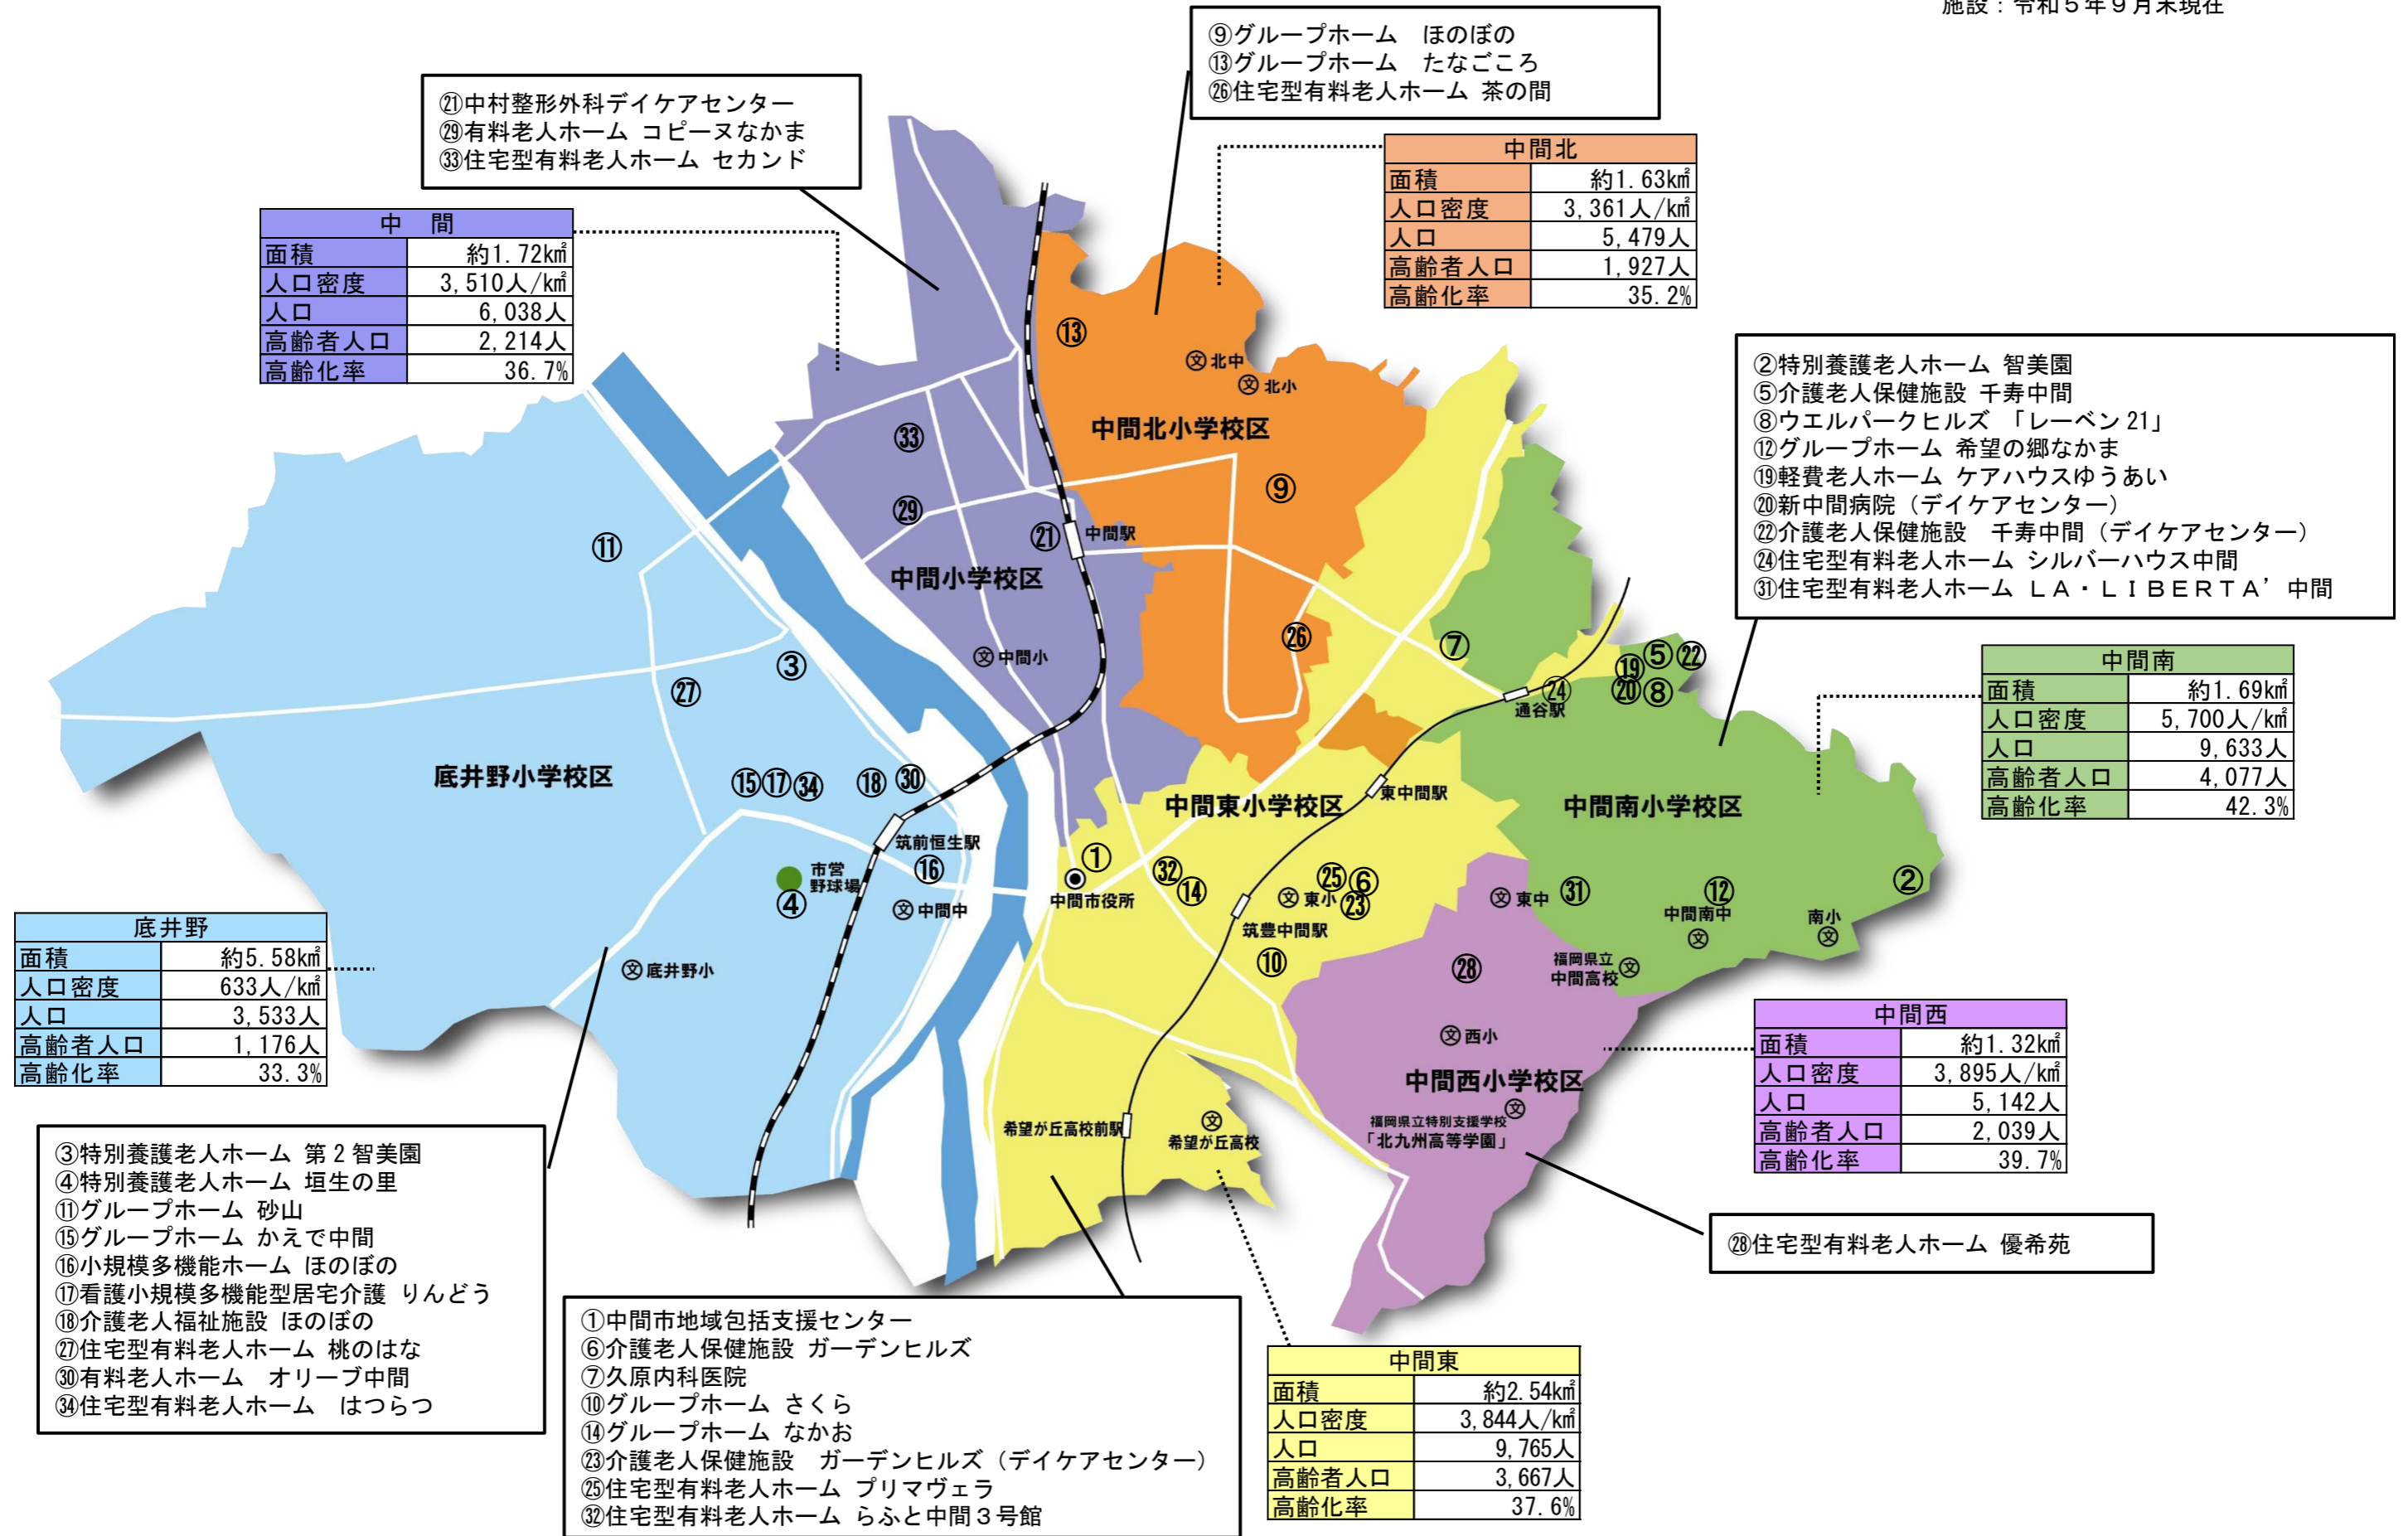 施設：令和５年９月末現在
⑨グループホーム　ほのぼの
⑬グループホーム　たなごころ
㉖住宅型有料老人ホーム 茶の間
㉑中村整形外科デイケアセンター
㉙有料老人ホーム コピーヌなかま
㉝住宅型有料老人ホーム セカンド
中間北
面積 約1.63㎢
人口密度 3,361人/㎢
人口 5,479人
高齢者人口 1,927人
高齢化率 35.2%
中　間
面積 約1.72㎢
人口密度 3,510人/㎢
人口 6,038人
高齢者人口 2,214人
高齢化率 36.7%
②特別養護老人ホーム 智美園
⑤介護老人保健施設 千寿中間
⑧ウエルパークヒルズ 「レーベン21」
⑫グループホーム 希望の郷なかま
⑲軽費老人ホーム ケアハウスゆうあい
⑳新中間病院（デイケアセンター）
㉒介護老人保健施設　千寿中間（デイケアセンター）
㉔住宅型有料老人ホーム シルバーハウス中間
㉛住宅型有料老人ホーム ＬＡ・ＬＩＢＥＲＴＡ’中間
⑬
㊛北中
㊛北小
中間北小学校区
㉝
⑨
㉙
㉑
中間駅
⑪
中間小学校区
㉖
⑦
文 中間小
③
⑤ ㉒
⑲
⑳ ⑧
㉔
通谷駅
㉗
中間南
面積 約1.69㎢
人口密度 5,700人/㎢
人口 9,633人
高齢者人口 4,077人
高齢化率 42.3%
底井野小学校区
⑮⑰㉞ ⑱ ㉚
中間東小学校区
東中間駅
中間南小学校区
筑前恒生駅
⑯
市営
野球場
④
文 中間中
①
中間市役所
㉜
⑭
㉕ ⑥
文 東小 ㉓
筑豊中間駅
⑩
文 東中 ㉛
⑫
中間南中
文
②
南小
文
㉘
福岡県立
中間高校 文
底井野
面積 約5.58㎢
人口密度 633人/㎢
人口 3,533人
高齢者人口 1,176人
高齢化率 33.3%
文 底井野小
文 西小
中間西小学校区
文
福岡県立特別支援学校
「北九州高等学園」
中間西
面積 約1.32㎢
人口密度 3,895人/㎢
人口 5,142人
高齢者人口 2,039人
高齢化率 39.7%
希望が丘高校前駅
文
希望が丘高校
③特別養護老人ホーム 第２智美園
④特別養護老人ホーム 垣生の里
⑪グループホーム 砂山
⑮グループホーム かえで中間
⑯小規模多機能ホーム ほのぼの
⑰看護小規模多機能型居宅介護 りんどう
⑱介護老人福祉施設 ほのぼの
㉗住宅型有料老人ホーム 桃のはな
㉚有料老人ホーム　オリーブ中間
㉞住宅型有料老人ホーム　はつらつ
㉘住宅型有料老人ホーム 優希苑
①中間市地域包括支援センター
⑥介護老人保健施設 ガーデンヒルズ
⑦久原内科医院
⑩グループホーム さくら
⑭グループホーム なかお
㉓介護老人保健施設　ガーデンヒルズ（デイケアセンター）
㉕住宅型有料老人ホーム プリマヴェラ
㉜住宅型有料老人ホーム らふと中間３号館
中間東
面積 約2.54㎢
人口密度 3,844人/㎢
人口 9,765人
高齢者人口 3,667人
高齢化率 37.6%